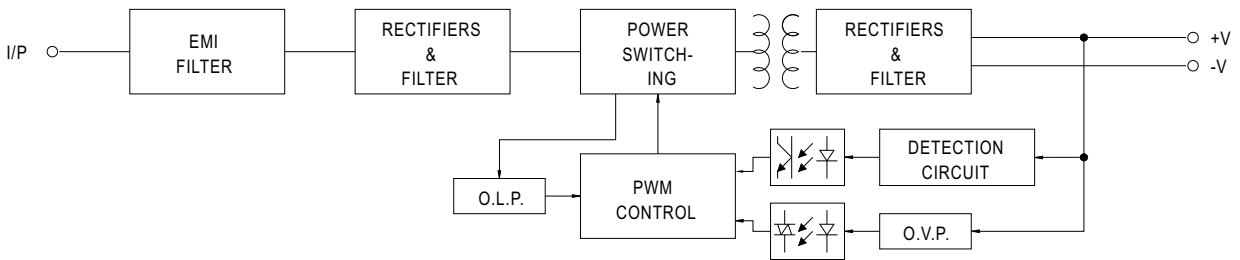 I/P
EMI
FILTER
RECTIFIERS
&
FILTER
POWER
SWITCH-
ING
RECTIFIERS
&
FILTER
+V
-V
O.L.P.
PWM
CONTROL
DETECTION
CIRCUIT
O.V.P.